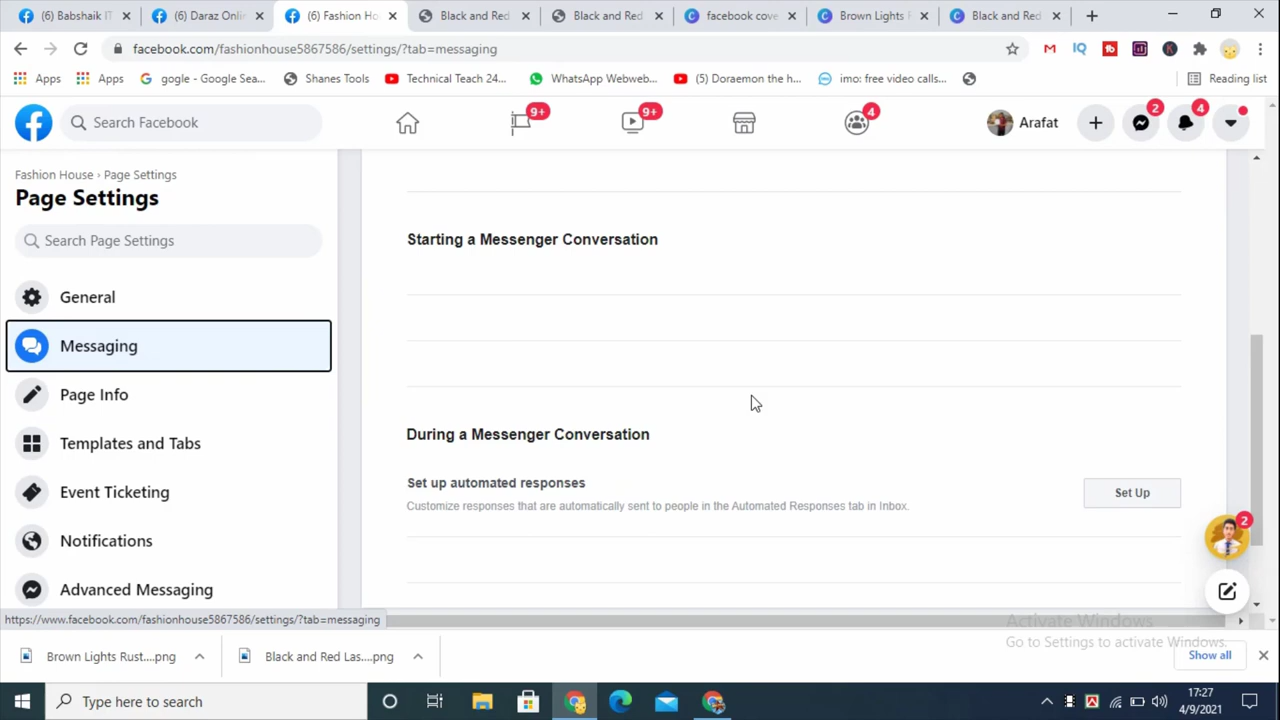 (6) Babshaik IT
(6) Daraz Onli
(6) Fashion Ho
Black and Red
Black and Red
facebook cove
Brown Lights R
Black and Red
facebook.com/fashionhouse5867586/settings/?tab=messaging
Apps
Apps
gogle - Google Sea...
Shanes Tools
Technical Teach 24...
WhatsApp Webweb...
(5) Doraemon the h...
imo: free video calls...
Reading list
Search Facebook
9+
9+
4
Arafat
2
4
Fashion House › Page Settings
Page Settings
Search Page Settings
General
Messaging
Page Info
Templates and Tabs
Event Ticketing
Notifications
Advanced Messaging
Starting a Messenger Conversation
During a Messenger Conversation
Set up automated responses
Customize responses that are automatically sent to people in the Automated Responses tab in Inbox.
Set Up
2
https://www.facebook.com/fashionhouse5867586/settings/?tab=messaging
Activate Windows
Go to Settings to activate Windows.
Brown Lights Rust....png
Black and Red Las....png
Show all
Type here to search
17:27
4/9/2021